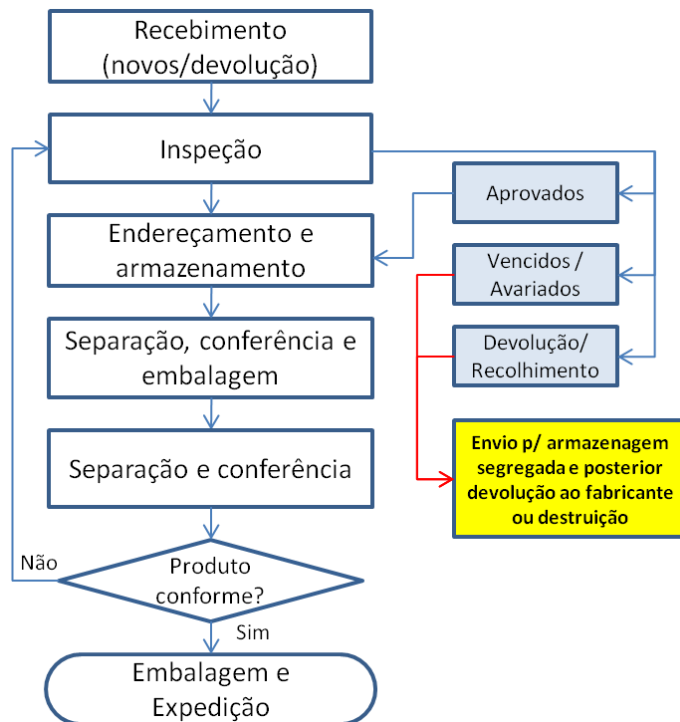 Recebimento
(novos/devolução)
Inspeção
Endereçamento e
armazenamento
Separação, conferência e
embalagem
Separação e conferência
Não
Produto
conforme?
Sim
Embalagem e
Expedição
Aprovados
Vencidos /
Avariados
Devolução/
Recolhimento
Envio p/ armazenagem
segregada e posterior
devolução ao fabricante
ou destruição